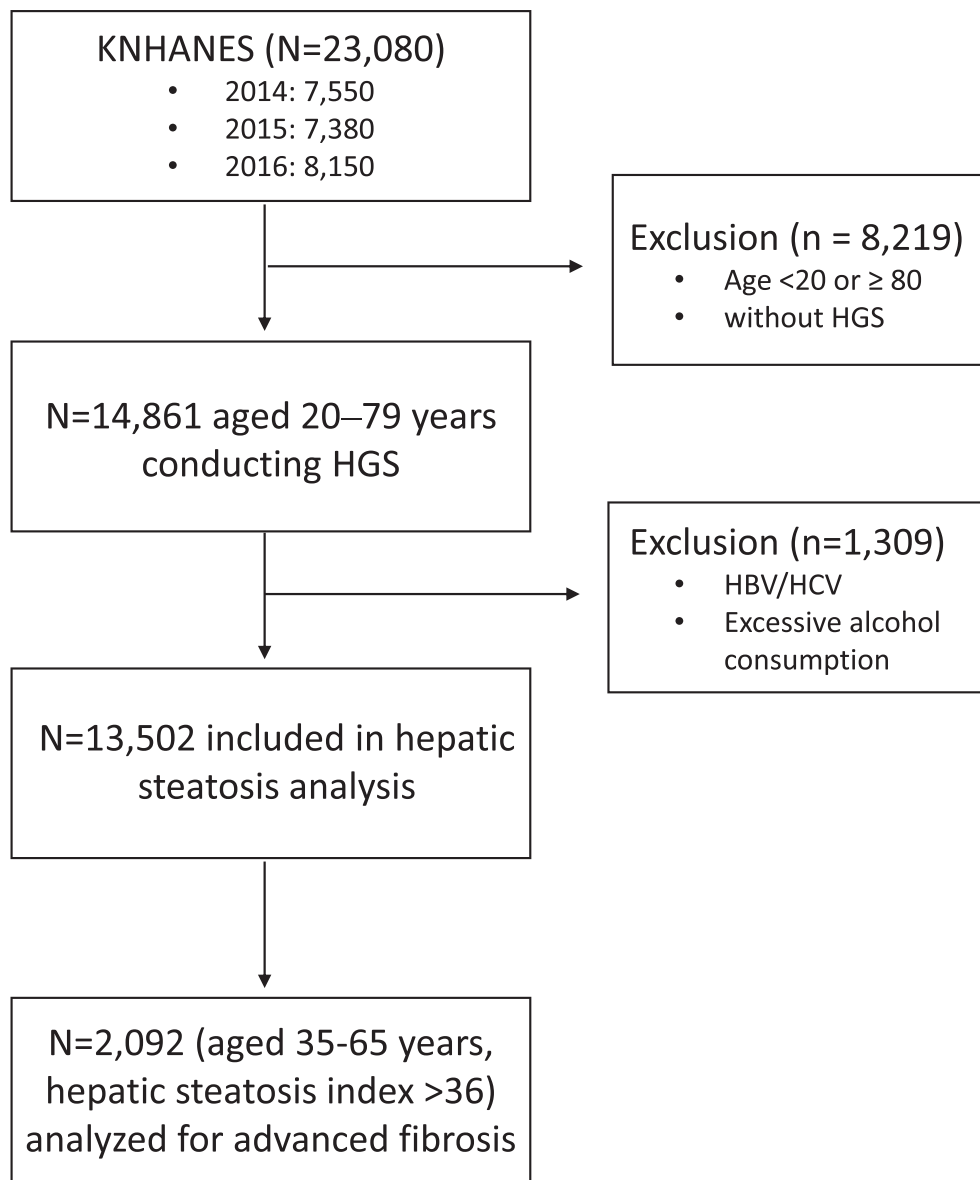 KNHANES (N=23,080)
• 2014: 7,550
• 2015: 7,380
• 2016: 8,150
Exclusion (n = 8,219)
• Age <20 or ≥ 80
• without HGS
N=14,861 aged 20–79 years
conducting HGS
Exclusion (n=1,309)
• HBV/HCV
• Excessive alcohol
consumption
N=13,502 included in hepatic
steatosis analysis
N=2,092 (aged 35-65 years,
hepatic steatosis index >36)
analyzed for advanced fibrosis